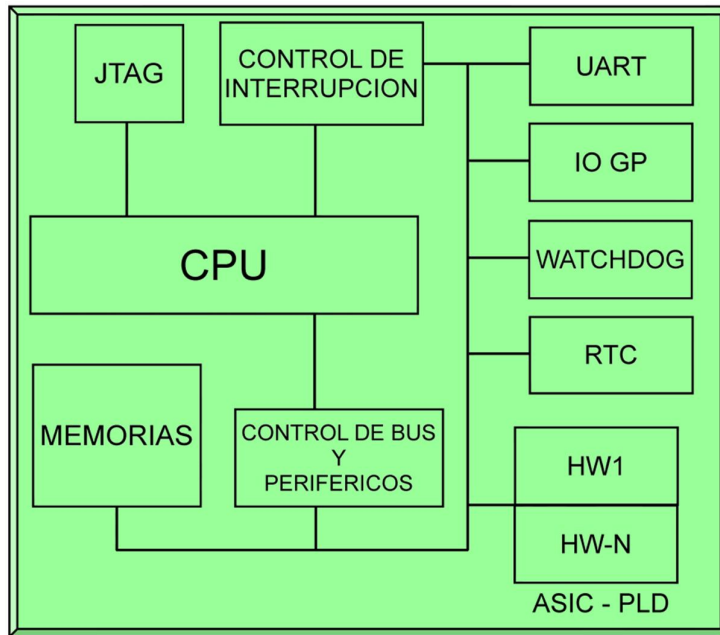 JTAG
CONTROL DE
INTERRUPCION
UART
IO GP
CPU
WATCHDOG
RTC
MEMORIAS
CONTROL DE BUS
Y
PERIFERICOS
HW1
HW-N
ASIC - PLD